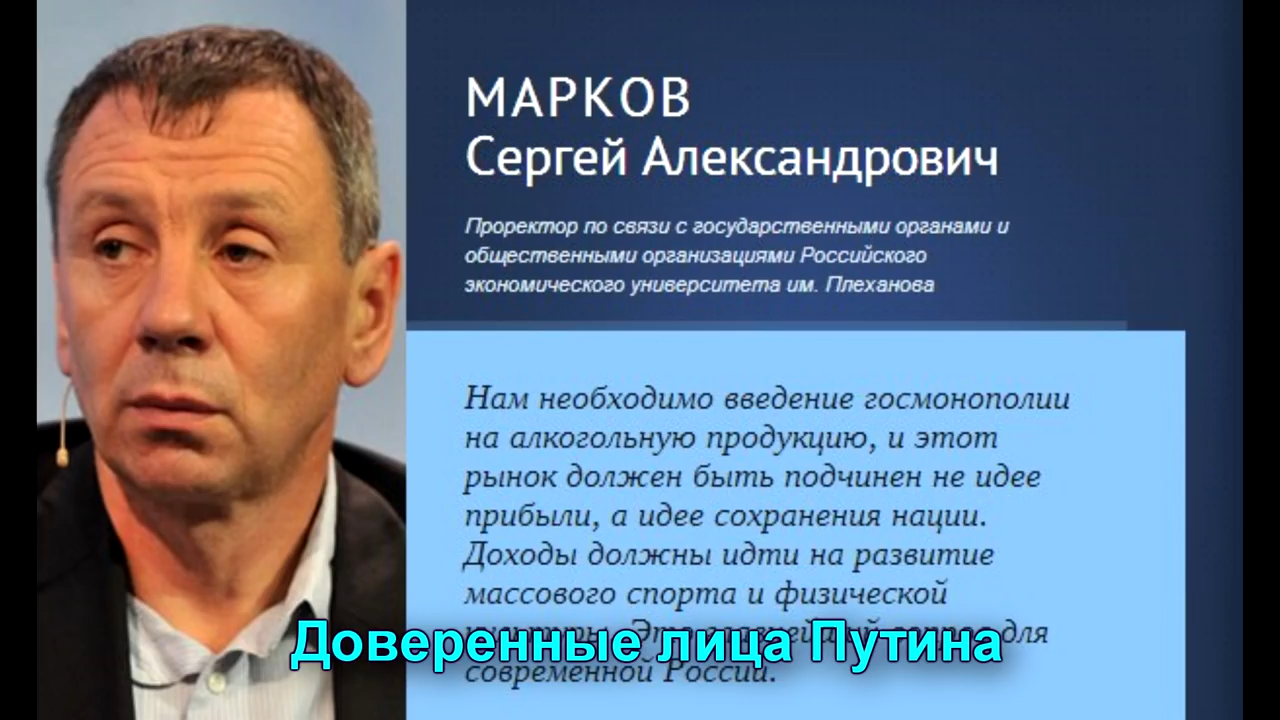 МАРКОВ
Сергей Александрович
Проректор по связи с государственными органами и
общественными организациями Российского
экономического университета им. Плеханова
Нам необходимо введение госмонополии
на алкогольную продукцию, и этот
рынок должен быть подчинен не идее
прибыли, а идее сохранения нации.
Доходы должны идти на развитие
массового спорта и физической
для
современной России.
Доверенные лица Путина